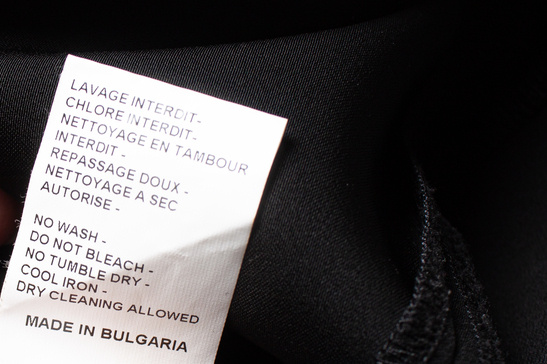 LAVAGE INTERDIT-
CHLORE INTERDIT-
NETTOYAGE EN TAMBOUR
INTERDIT -
REPASSAGE DOUX -
NETTOYAGE A SEC
AUTORISE -
NO WASH -
DO NOT BLEACH -
NO TUMBLE DRY -
COOL IRON -
DRY CLEANING ALLOWED
MADE IN BULGARIA